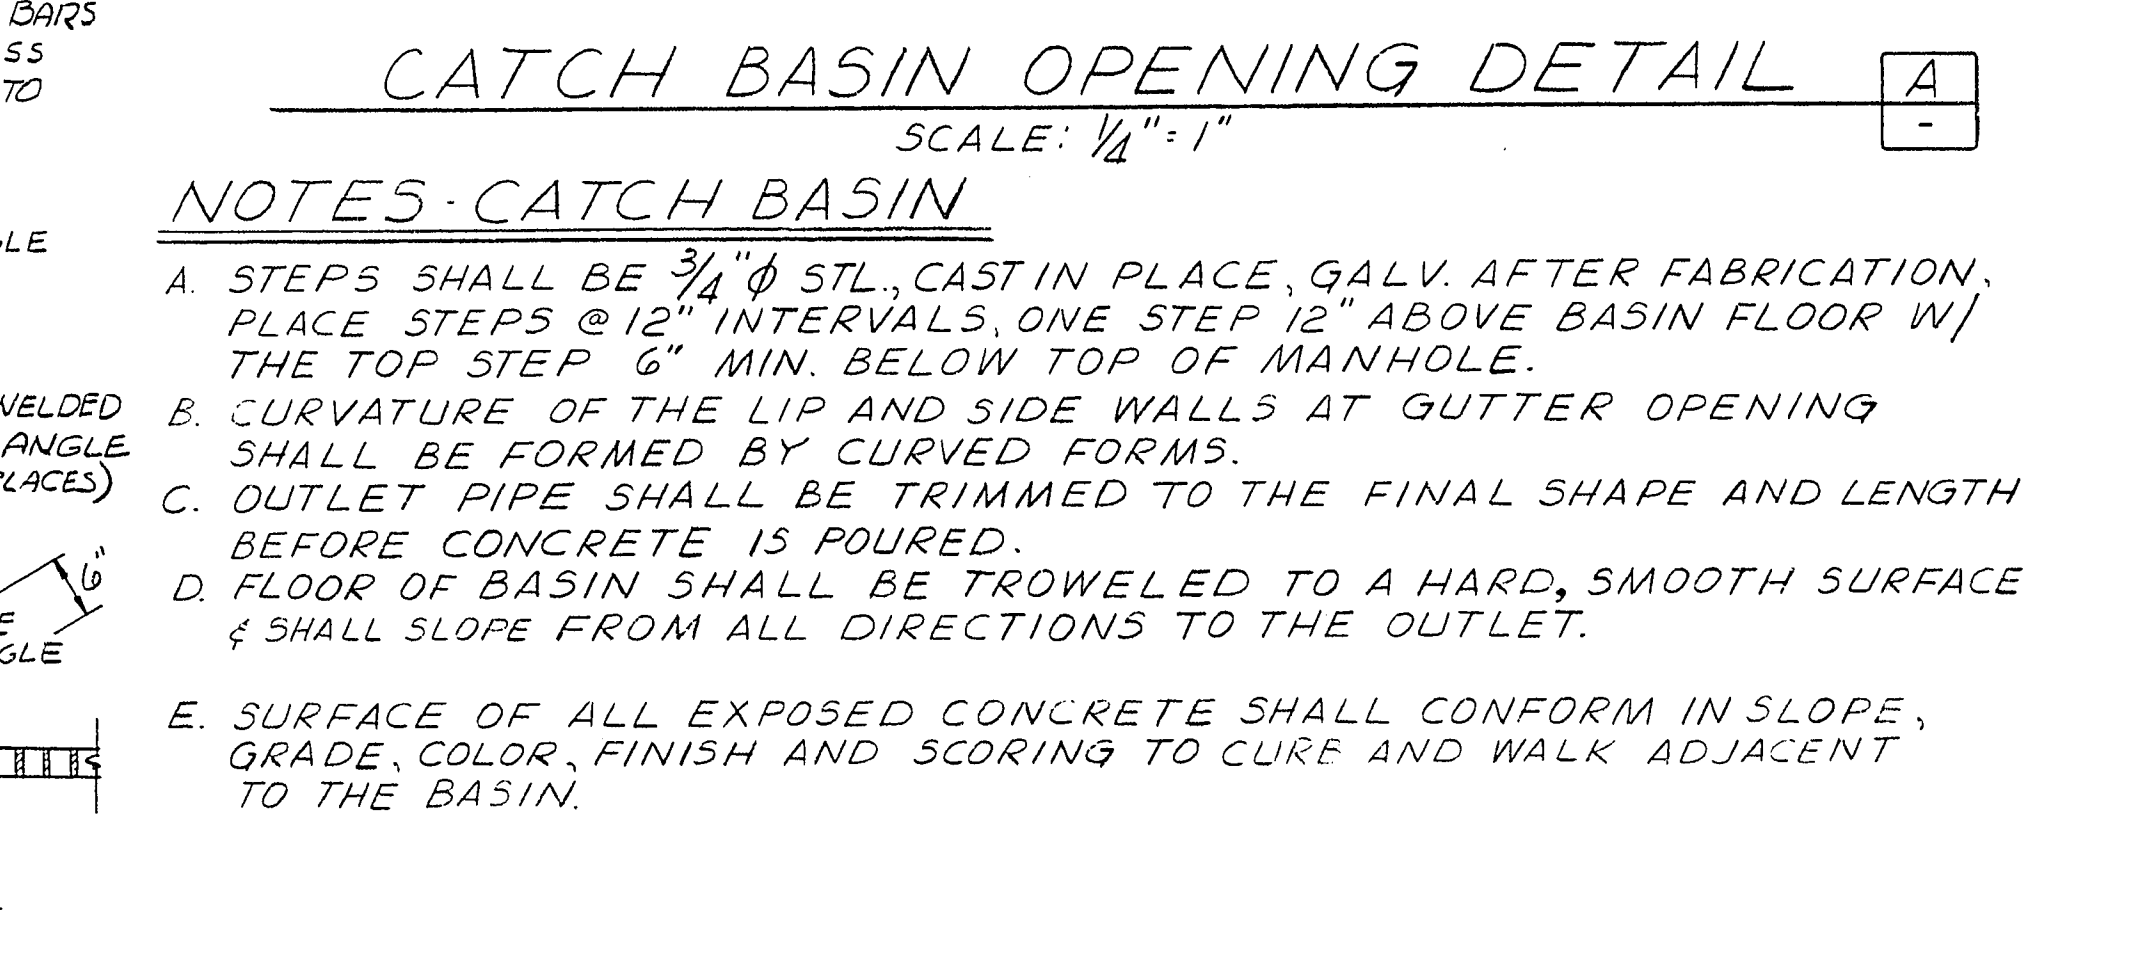 BARS
SS
TO
CATCH BASIN OPENING DETAIL
A
-
SCALE: 1/4" = 1"
NOTES - CATCH BASIN
LE
A. STEPS SHALL BE 3/4"ϕ STL., CAST IN PLACE, GALV. AFTER FABRICATION,
PLACE STEPS @ 12" INTERVALS, ONE STEP 12" ABOVE BASIN FLOOR W/
THE TOP STEP 6" MIN. BELOW TOP OF MANHOLE.
WELDED
ANGLE
PLACES)
B. CURVATURE OF THE LIP AND SIDE WALLS AT GUTTER OPENING
SHALL BE FORMED BY CURVED FORMS.
C. OUTLET PIPE SHALL BE TRIMMED TO THE FINAL SHAPE AND LENGTH
BEFORE CONCRETE IS POURED.
6"
E
GLE
D. FLOOR OF BASIN SHALL BE TROWELED TO A HARD, SMOOTH SURFACE
& SHALL SLOPE FROM ALL DIRECTIONS TO THE OUTLET.
E. SURFACE OF ALL EXPOSED CONCRETE SHALL CONFORM IN SLOPE,
GRADE, COLOR, FINISH AND SCORING TO CURB AND WALK ADJACENT
TO THE BASIN.